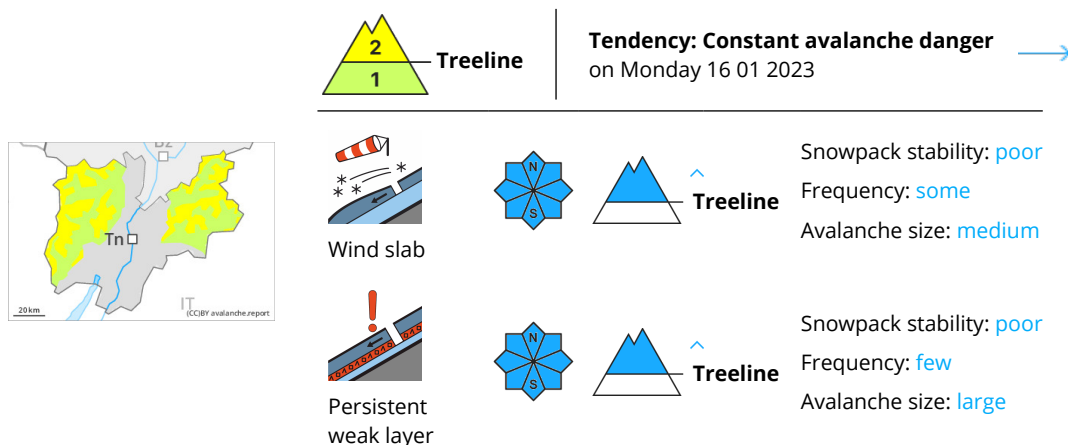 2
1
Treeline
Tendency: Constant avalanche danger
on Monday 16 01 2023
Bz
Tn
IT
20 km
(CC)BY avalanche.report
Wind slab
N
S
Treeline
Snowpack stability: poor
Frequency: some
Avalanche size: medium
Persistent
weak layer
N
S
Treeline
Snowpack stability: poor
Frequency: few
Avalanche size: large